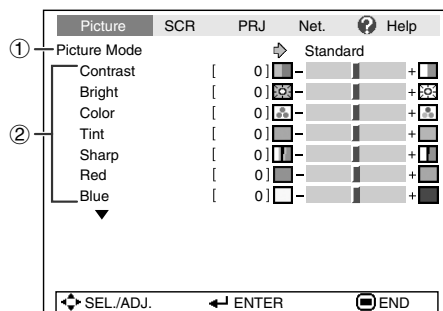 Picture SCR PRJ Net. ? Help
① Picture Mode Standard
Contrast [ 0 ] − +
Bright [ 0 ] − +
② Color [ 0 ] − +
Tint [ 0 ] − +
Sharp [ 0 ] − +
Red [ 0 ] − +
Blue [ 0 ] − +
SEL./ADJ. ENTER END